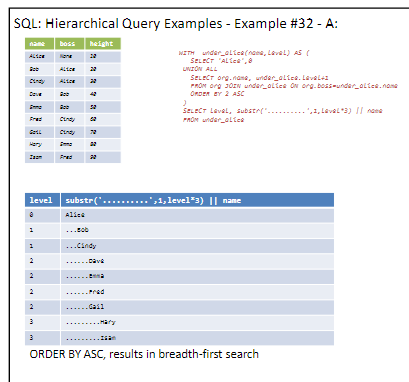 SQL: Hierarchical Query Examples - Example #32 - A:
name boss height
Alice None 10
Bob Alice 20
Cindy Alice 30
Dave Bob 40
Emma Bob 50
Fred Cindy 60
Gail Cindy 70
Hary Emma 80
Isam Fred 90
WITH under_alice(name,level) AS (
SELECT 'Alice',0
UNION ALL
SELECT org.name, under_alice.level+1
FROM org JOIN under_alice ON org.boss=under_alice.name
ORDER BY 2 ASC
)
SELECT level, substr('..........',1,level*3) || name
FROM under_alice
level substr('..........',1,level*3) || name
0 Alice
1 ...Bob
1 ...Cindy
2 ......Dave
2 ......Emma
2 ......Fred
2 ......Gail
3 .........Hary
3 .........Isam
ORDER BY ASC, results in breadth-first search